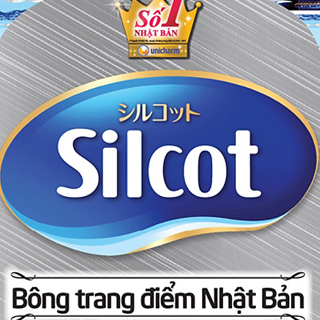 Số 1
NHẬT BẢN
unicharm
シルコット
Silcot
Bông trang điểm Nhật Bản